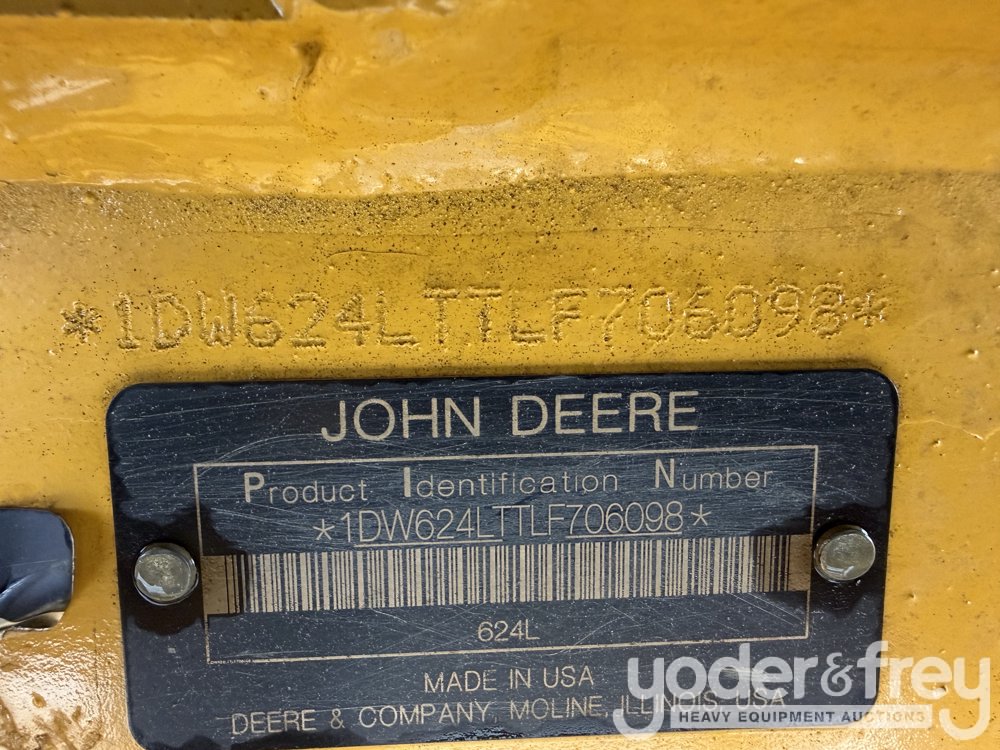 *1DW624LTTLF706098*
JOHN DEERE
Product Identification Number
*1DW624LTTLF706098*
624L
MADE IN USA
DEERE & COMPANY, MOLINE, ILLINOIS, USA
yoder&frey
HEAVY EQUIPMENT AUCTIONS